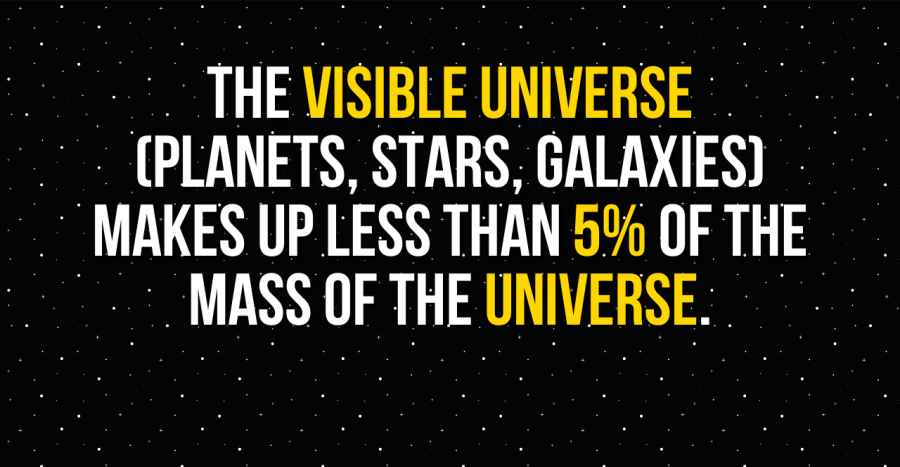 THE VISIBLE UNIVERSE
(PLANETS, STARS, GALAXIES)
MAKES UP LESS THAN 5% OF THE
MASS OF THE UNIVERSE.